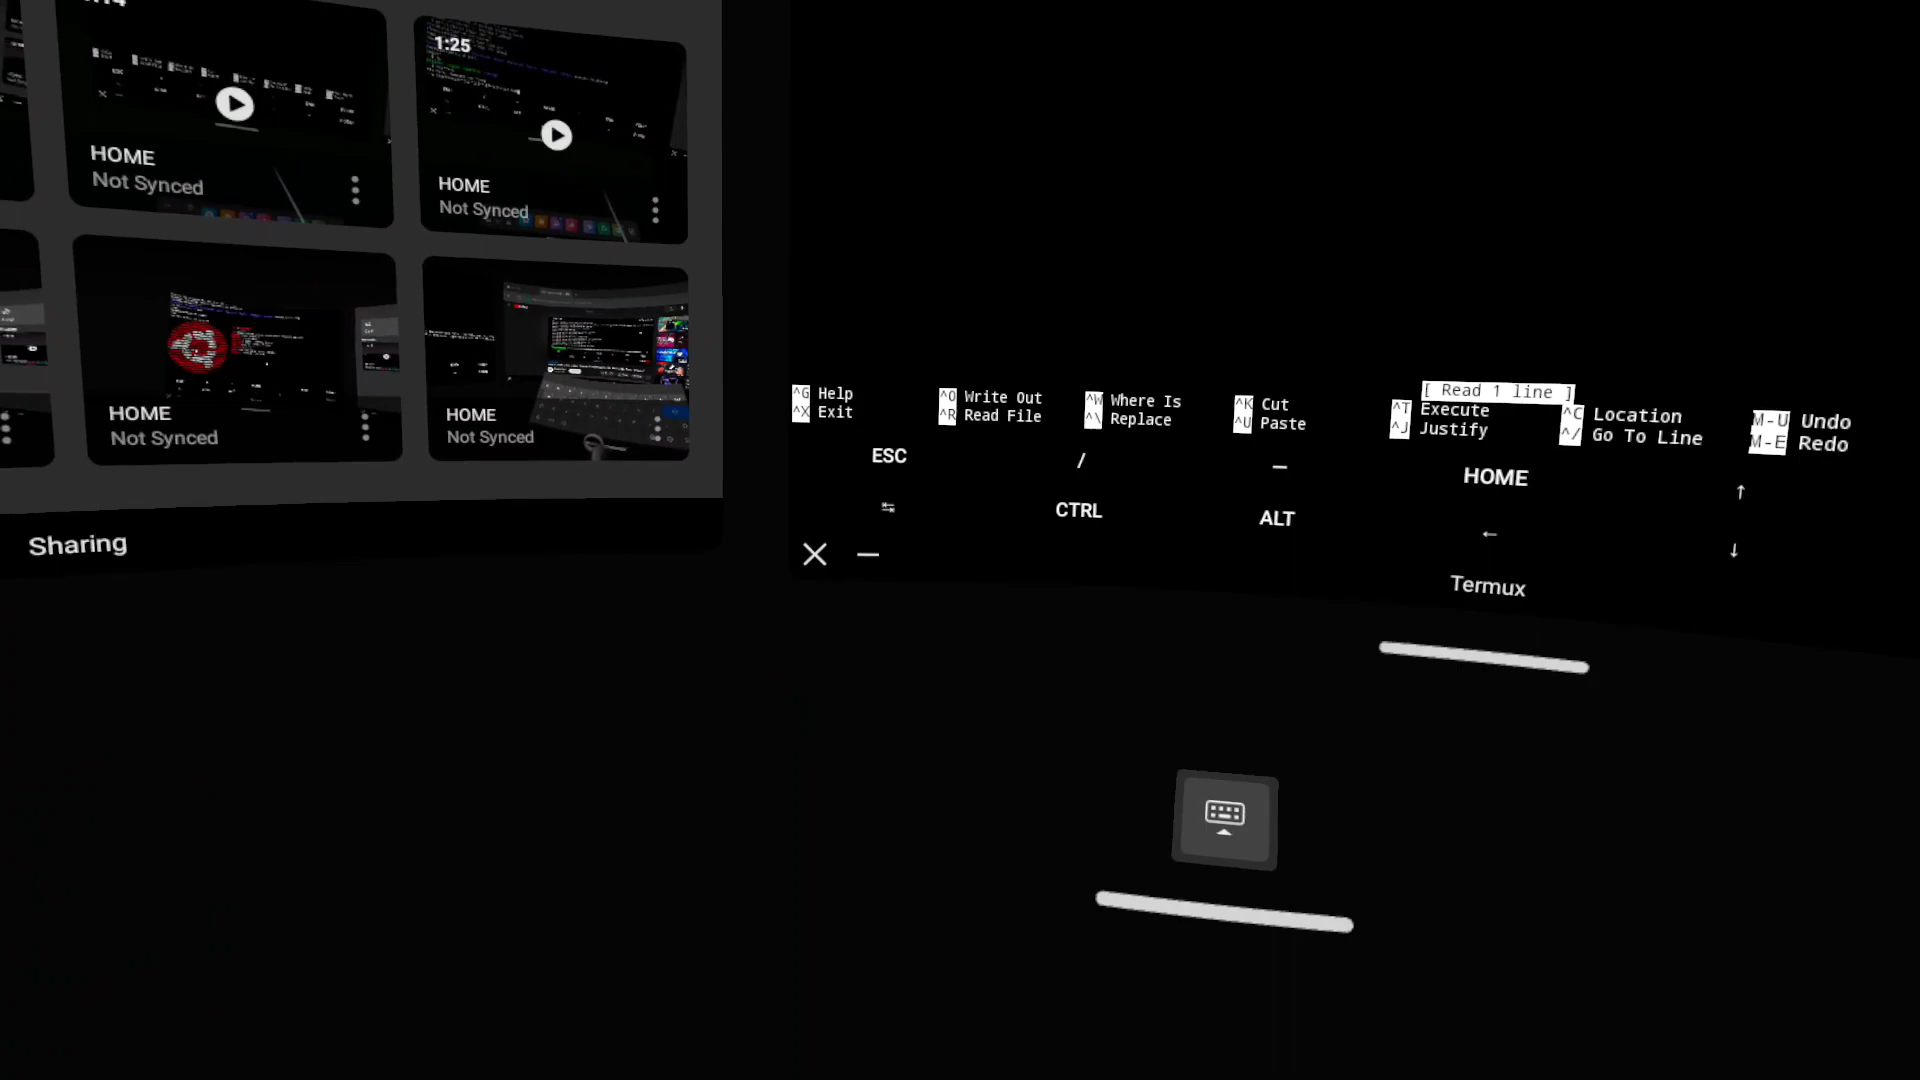 1:25
HOME
Not Synced
HOME
Not Synced
HOME
Not Synced
HOME
Not Synced
Sharing
[ Read 1 line ]
^G Help ^O Write Out ^W Where Is ^K Cut ^T Execute ^C Location M-U Undo
^X Exit ^R Read File ^\ Replace ^U Paste ^J Justify ^/ Go To Line M-E Redo
ESC / — HOME ↑
↹ CTRL ALT ← ↓
Termux